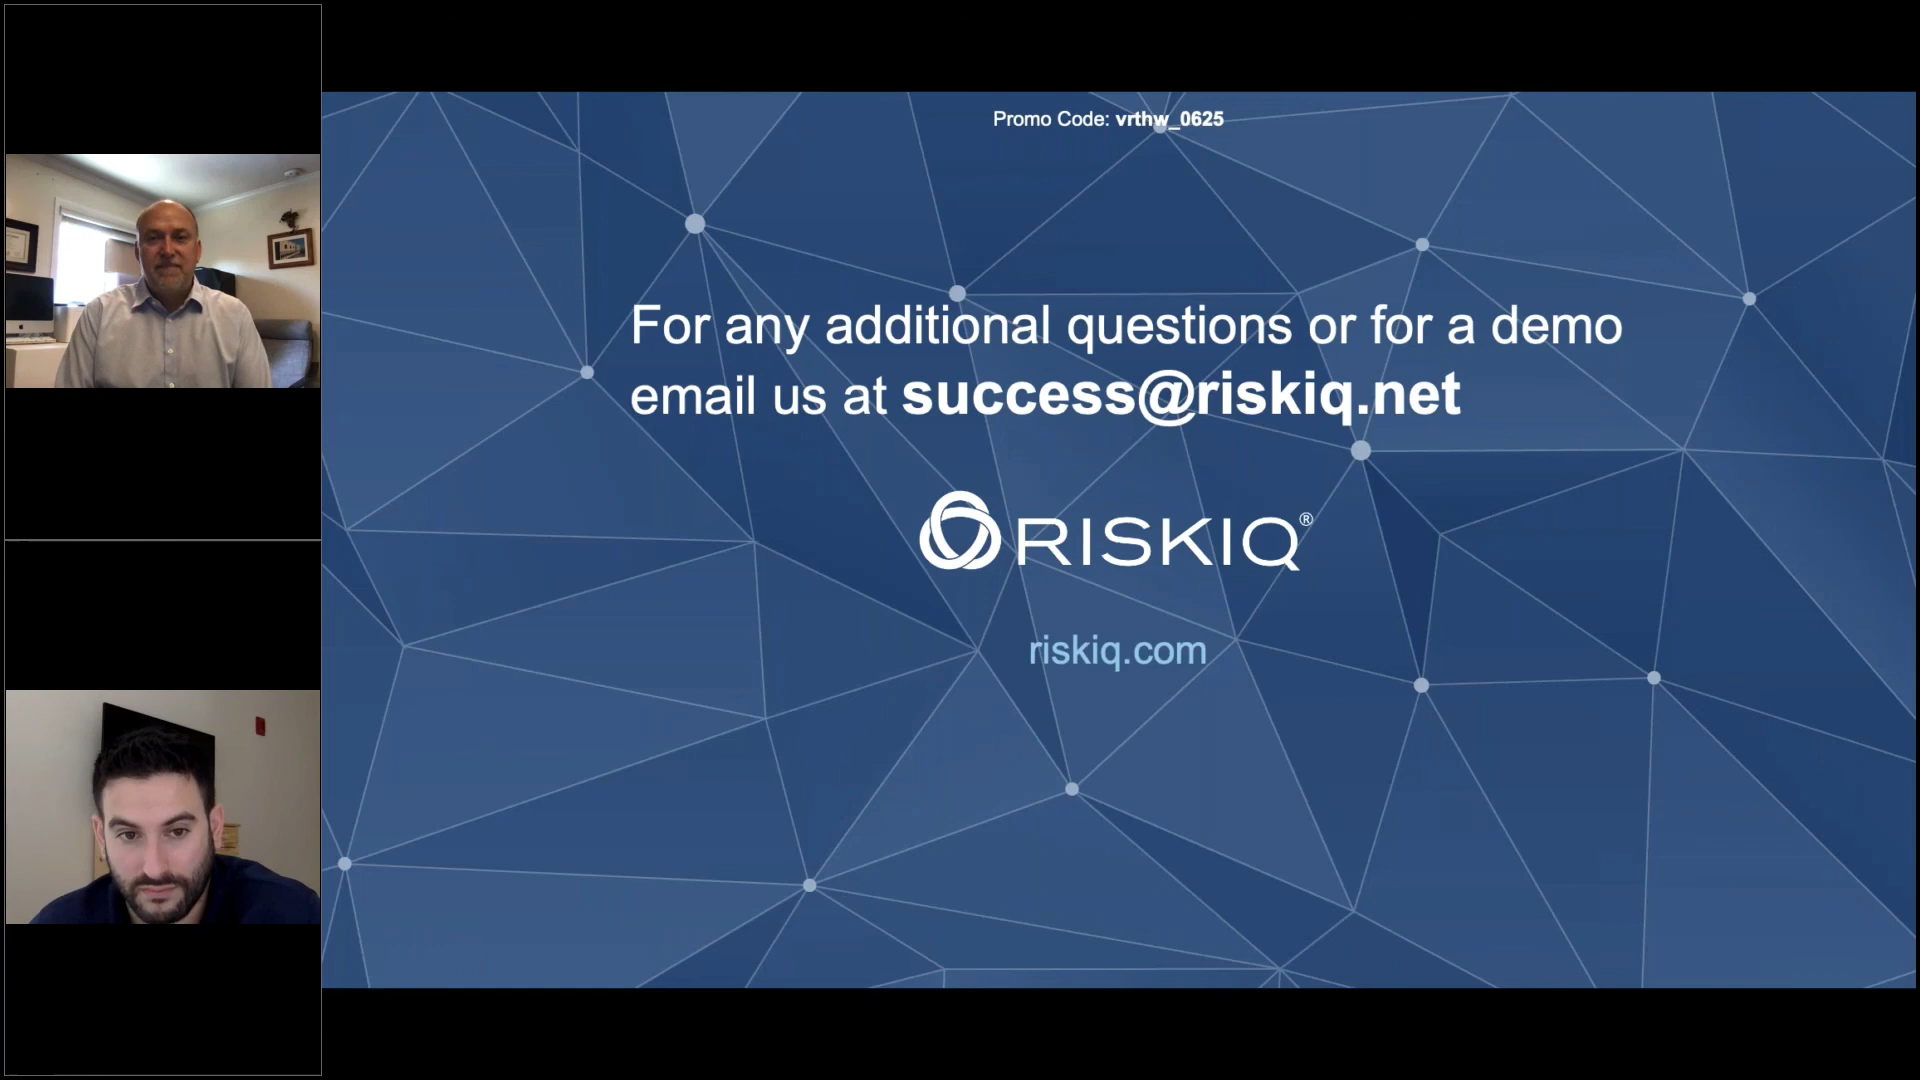 Promo Code: vrthw_0625
For any additional questions or for a demo
email us at success@riskiq.net
RISKIQ®
riskiq.com